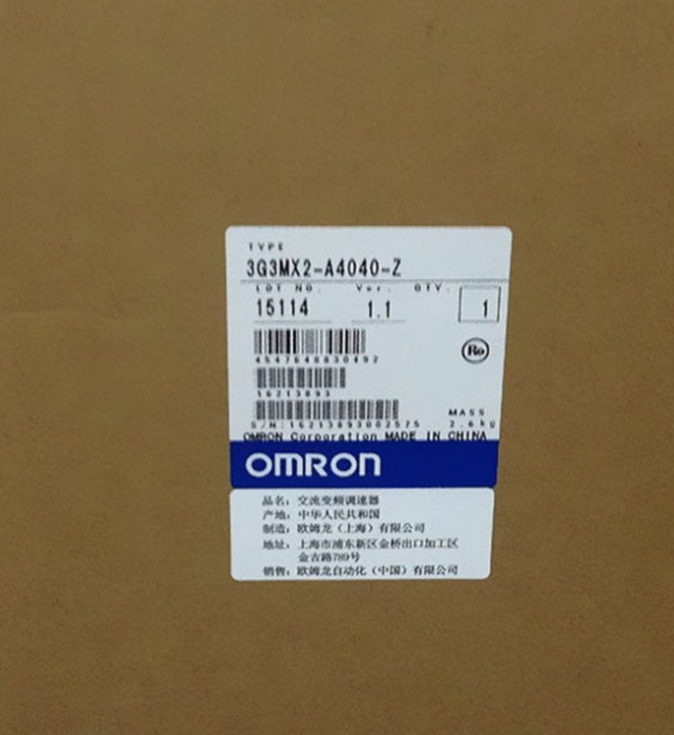 TYPE
3G3MX2-A4040-Z
LOT NO. Ver. QTY.
15114 1.1 1
Ro
4547648830492
16213893
S/N:16213893002575 MASS
2.6kg
OMRON Corporation MADE IN CHINA
OMRON
品名: 交流变频调速器
产地: 中华人民共和国
制造: 欧姆龙（上海）有限公司
地址: 上海市浦东新区金桥出口加工区
金吉路789号
销售: 欧姆龙自动化（中国）有限公司